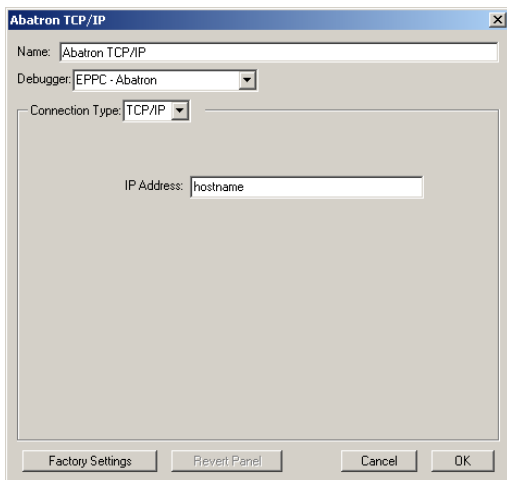 Abatron TCP/IP
Name: Abatron TCP/IP
Debugger: EPPC - Abatron
Connection Type: TCP/IP
IP Address: hostname
Factory Settings Revert Panel Cancel OK